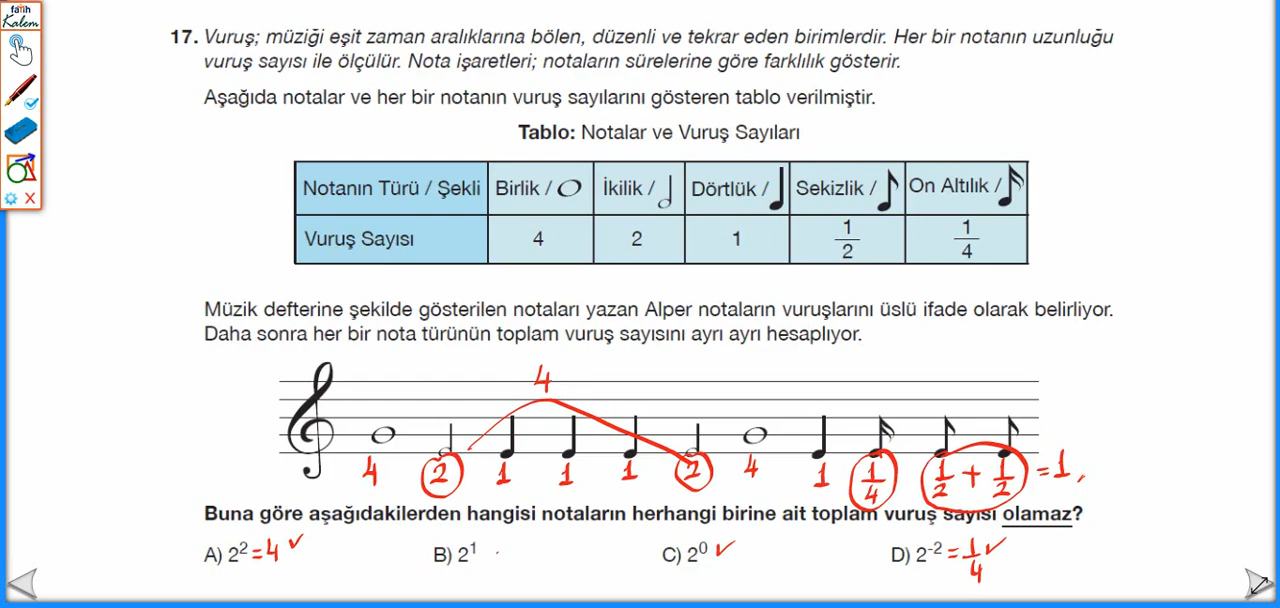 fatih
Kalem
17. Vuruş; müziği eşit zaman aralıklarına bölen, düzenli ve tekrar eden birimlerdir. Her bir notanın uzunluğu
vuruş sayısı ile ölçülür. Nota işaretleri; notaların sürelerine göre farklılık gösterir.
Aşağıda notalar ve her bir notanın vuruş sayılarını gösteren tablo verilmiştir.
Tablo: Notalar ve Vuruş Sayıları
Notanın Türü / Şekli Birlik / İkilik / Dörtlük / Sekizlik / On Altılık /
Vuruş Sayısı 4 2 1 1/2 1/4
Müzik defterine şekilde gösterilen notaları yazan Alper notaların vuruşlarını üslü ifade olarak belirliyor.
Daha sonra her bir nota türünün toplam vuruş sayısını ayrı ayrı hesaplıyor.
4
4 2 1 1 1 2 4 1 1/4 1/2 + 1/2 = 1,
Buna göre aşağıdakilerden hangisi notaların herhangi birine ait toplam vuruş sayısı olamaz?
A) 2² = 4 ✓ B) 2¹ C) 2⁰ ✓ D) 2⁻² = 1/4 ✓